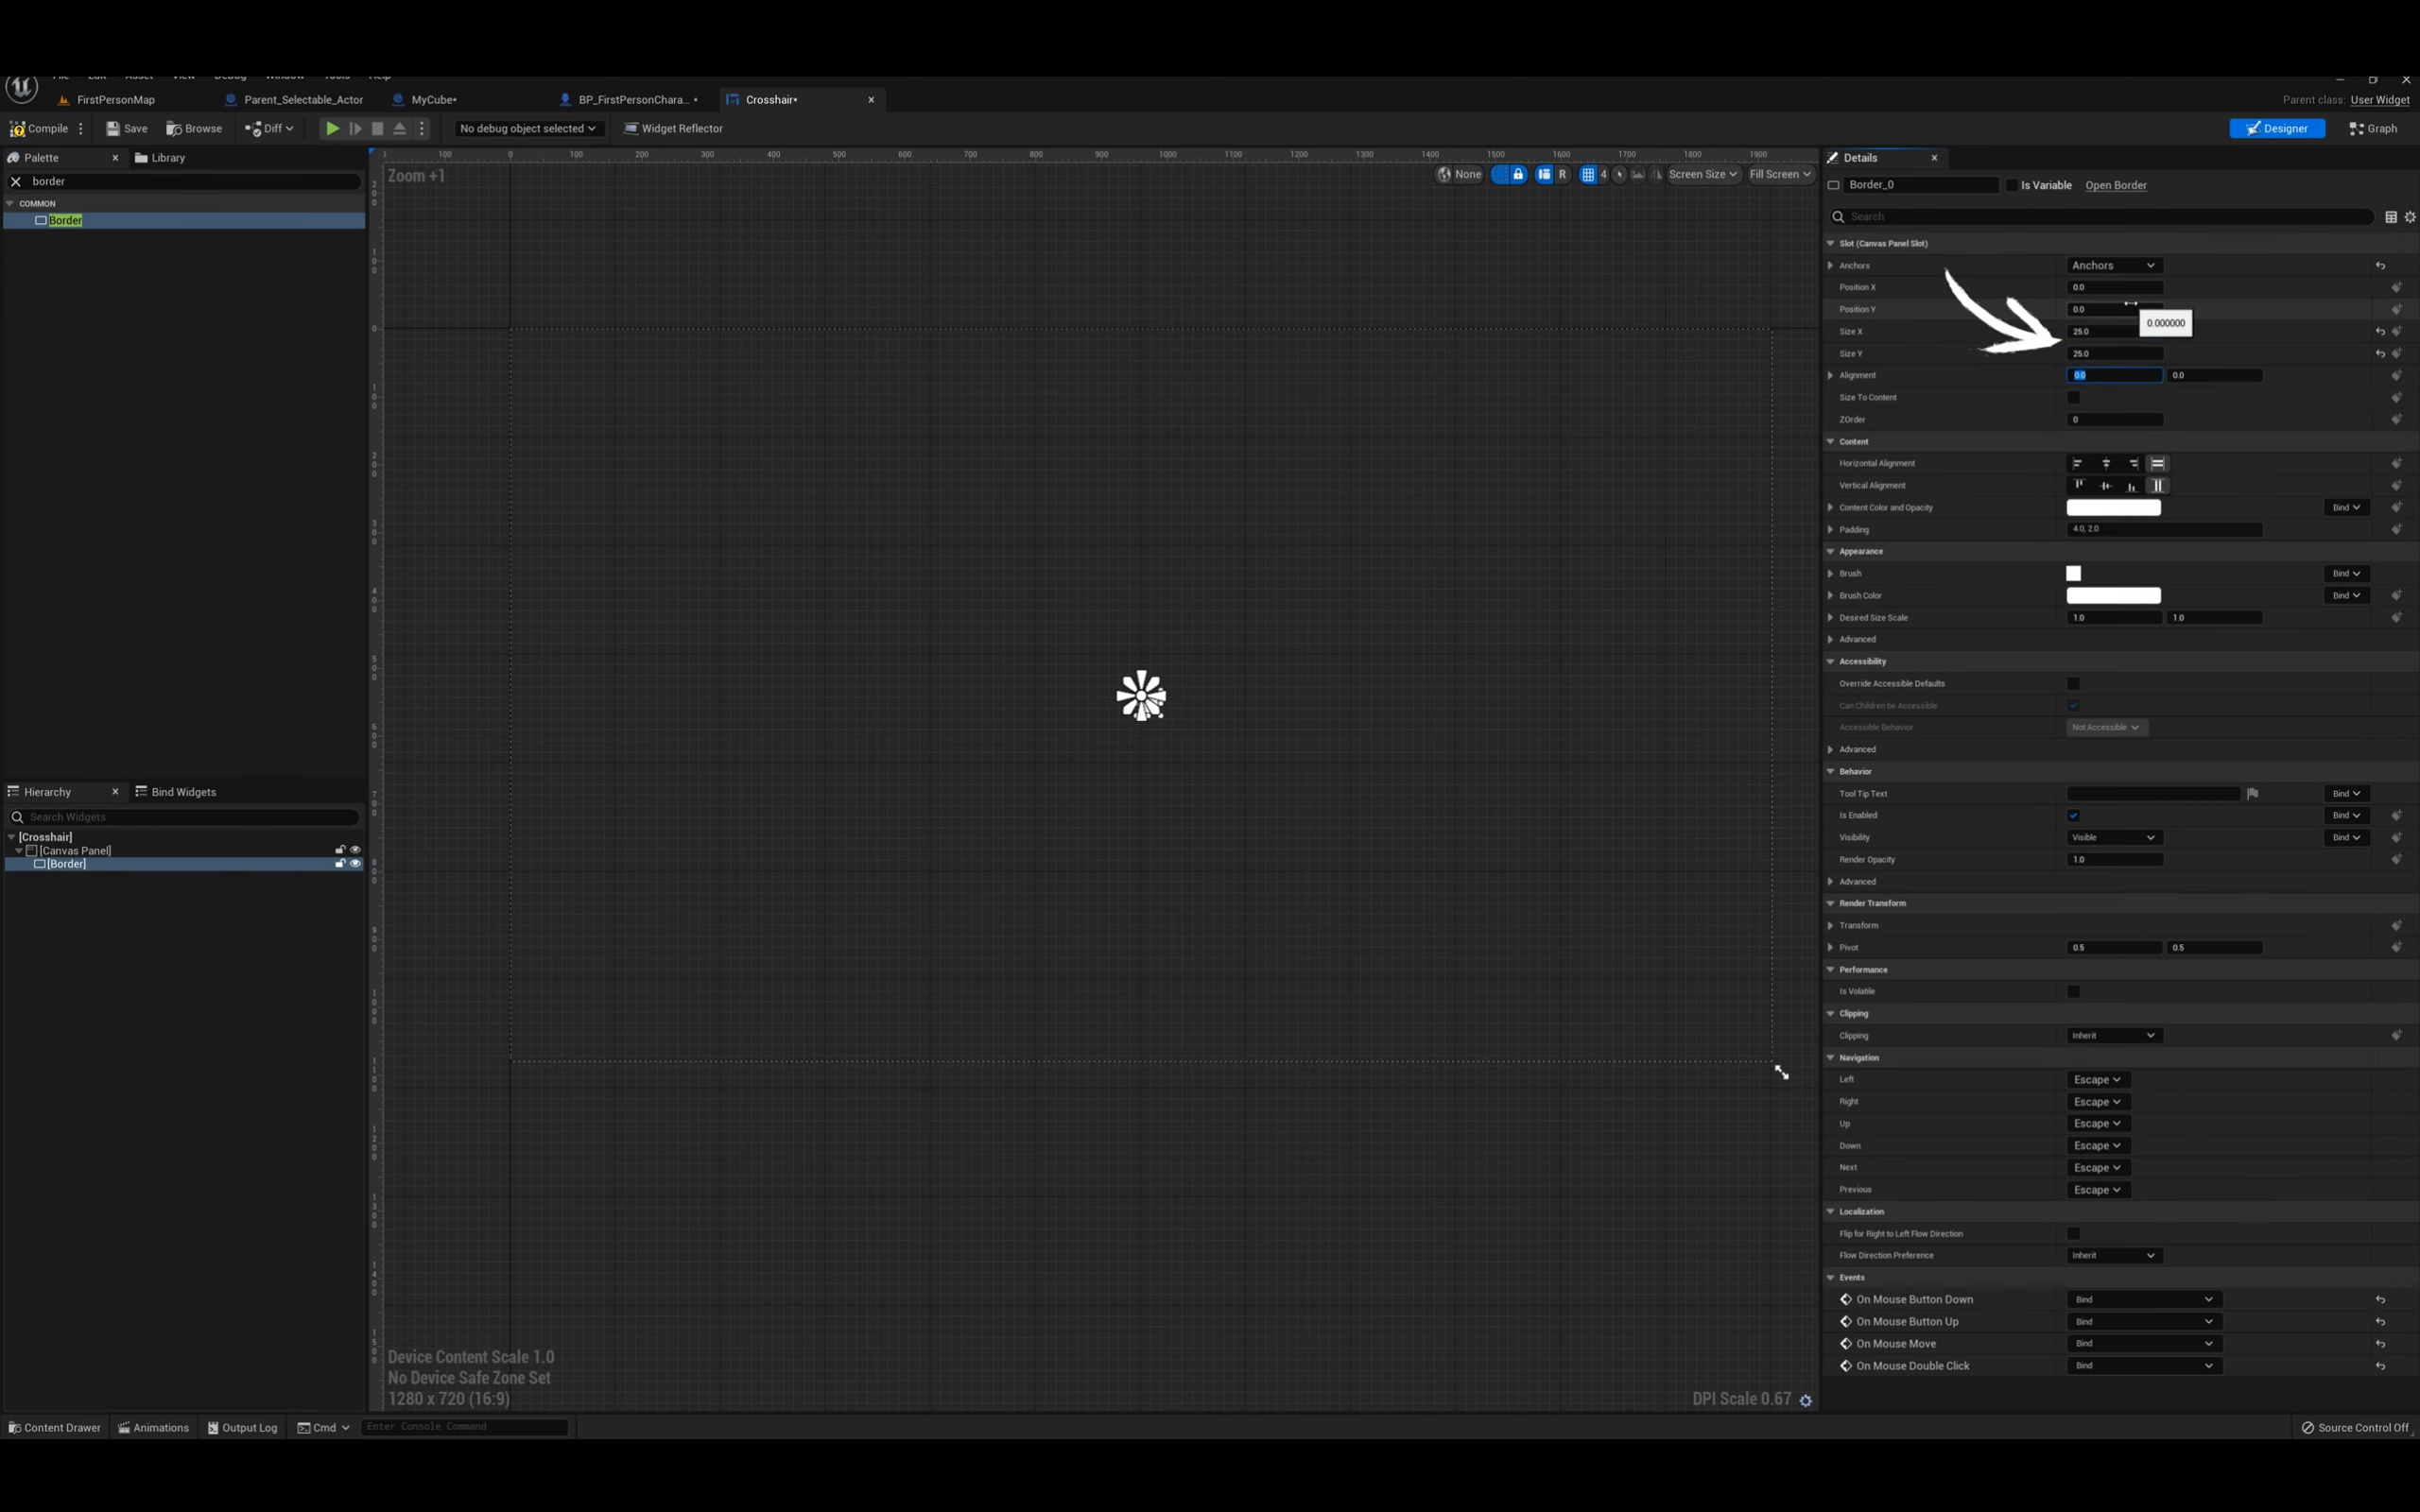 File Edit Asset View Debug Window Tools Help
FirstPersonMap
Parent_Selectable_Actor
MyCube•
BP_FirstPersonChara... •
Crosshair•
Parent class: User Widget
Compile
Save
Browse
Diff
No debug object selected
Widget Reflector
Designer
Graph
Palette
Library
border
COMMON
Border
Hierarchy
Bind Widgets
Search Widgets
[Crosshair]
[Canvas Panel]
[Border]
100 0 100 200 300 400 500 600 700 800 900 1000 1100 1200 1300 1400 1500 1600 1700 1800 1900
Zoom +1
None
R
4
Screen Size
Fill Screen
Device Content Scale 1.0
No Device Safe Zone Set
1280 x 720 (16:9)
DPI Scale 0.67
Details
Border_0
Is Variable
Open Border
Search
Slot (Canvas Panel Slot)
Anchors Anchors
Position X 0.0
Position Y 0.0
0.000000
Size X 25.0
Size Y 25.0
Alignment 0.0 0.0
Size To Content
ZOrder 0
Content
Horizontal Alignment
Vertical Alignment
Content Color and Opacity Bind
Padding 4.0, 2.0
Appearance
Brush Bind
Brush Color Bind
Desired Size Scale 1.0 1.0
Advanced
Accessibility
Override Accessible Defaults
Can Children be Accessible
Accessible Behavior Not Accessible
Advanced
Behavior
Tool Tip Text Bind
Is Enabled Bind
Visibility Visible Bind
Render Opacity 1.0
Advanced
Render Transform
Transform
Pivot 0.5 0.5
Performance
Is Volatile
Clipping
Clipping Inherit
Navigation
Left Escape
Right Escape
Up Escape
Down Escape
Next Escape
Previous Escape
Localization
Flip for Right to Left Flow Direction
Flow Direction Preference Inherit
Events
On Mouse Button Down Bind
On Mouse Button Up Bind
On Mouse Move Bind
On Mouse Double Click Bind
Content Drawer
Animations
Output Log
Cmd
Enter Console Command
Source Control Off